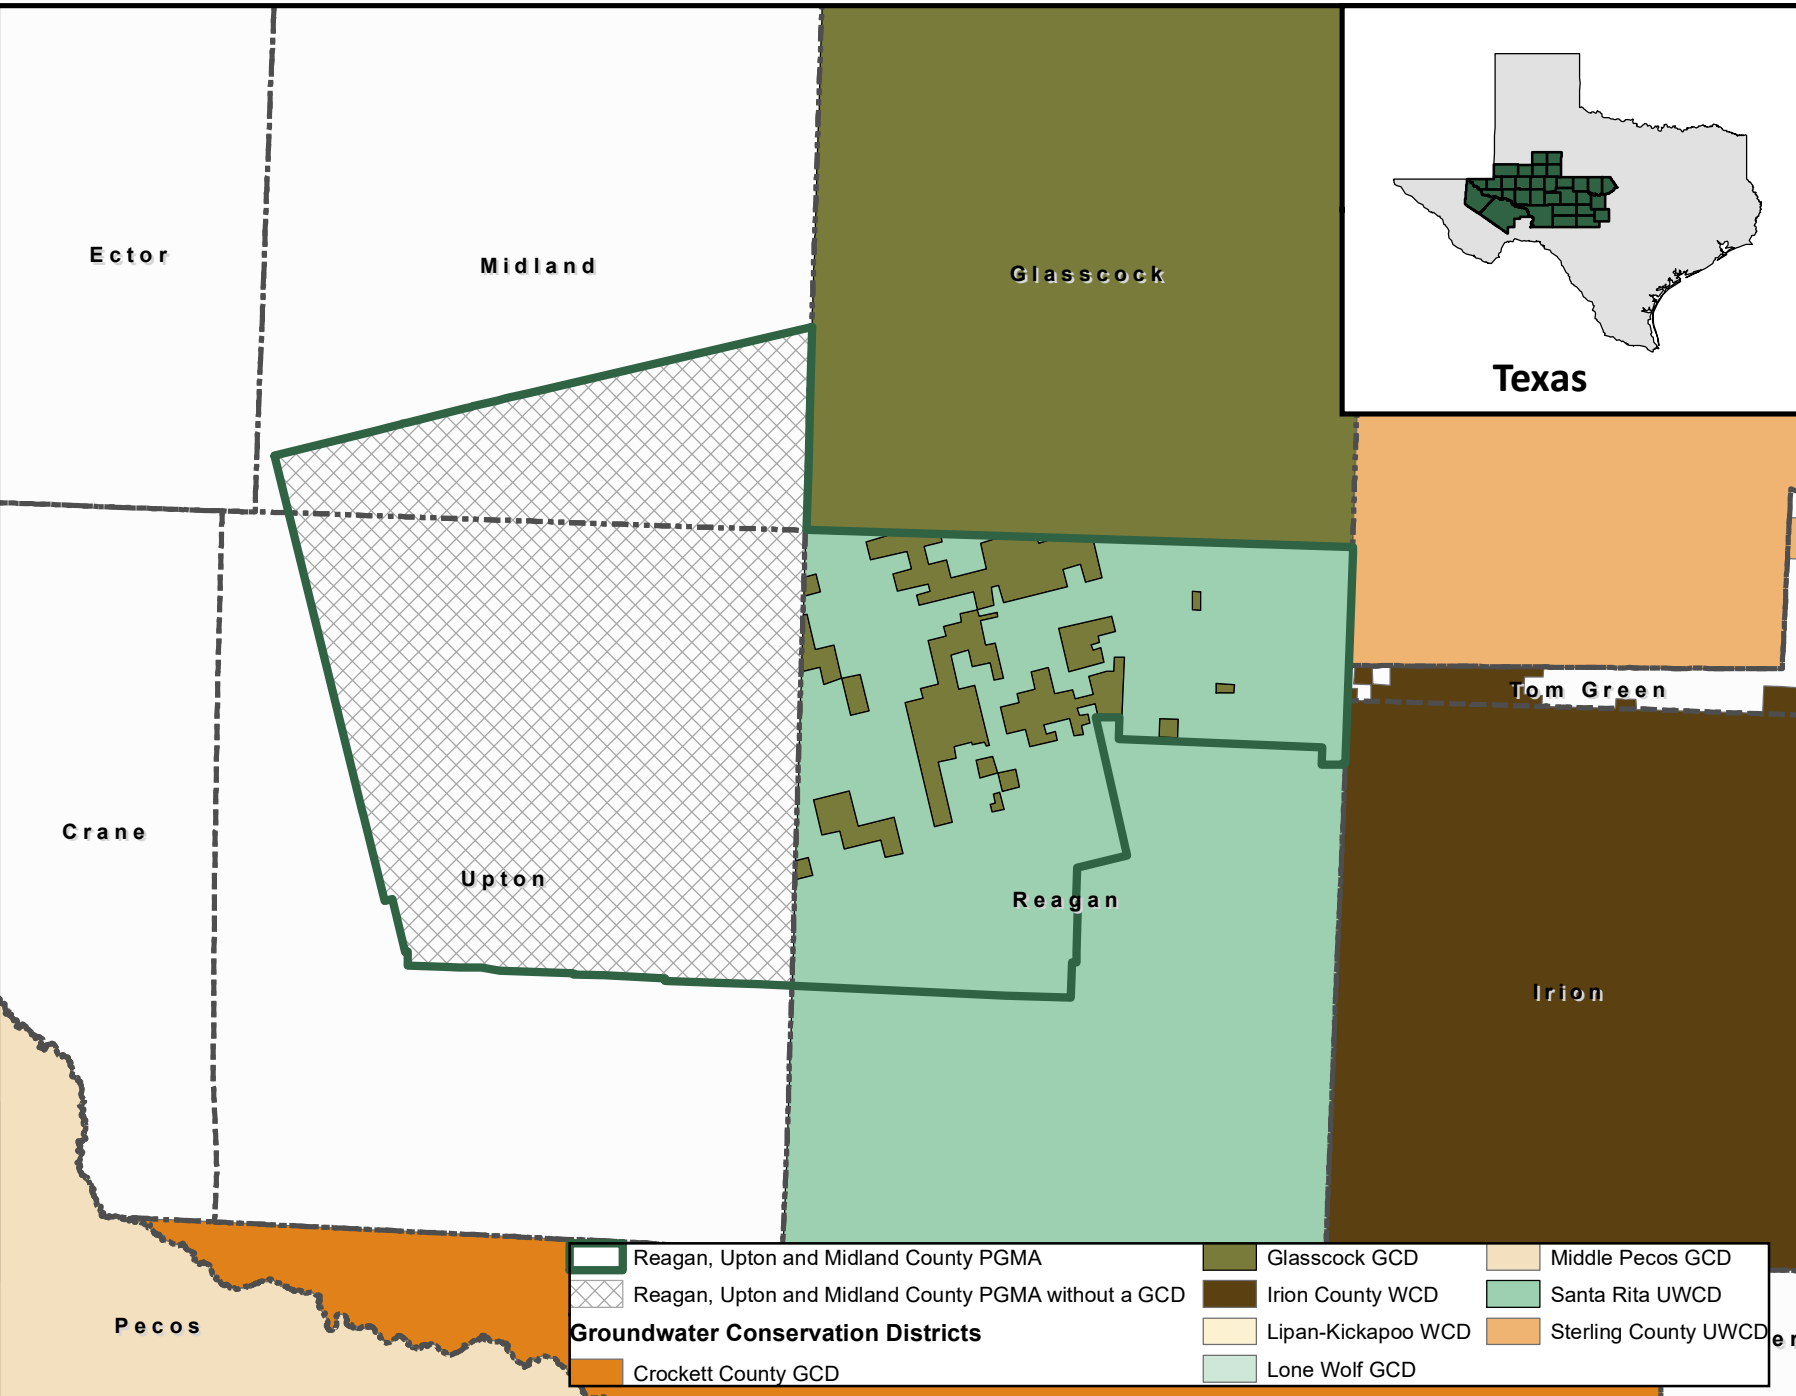 Ector
Midland
Glasscock
Texas
Tom Green
Crane
Upton
Reagan
Irion
Pecos
Reagan, Upton and Midland County PGMA
Reagan, Upton and Midland County PGMA without a GCD
Groundwater Conservation Districts
Crockett County GCD
Glasscock GCD
Irion County WCD
Lipan-Kickapoo WCD
Lone Wolf GCD
Middle Pecos GCD
Santa Rita UWCD
Sterling County UWCD